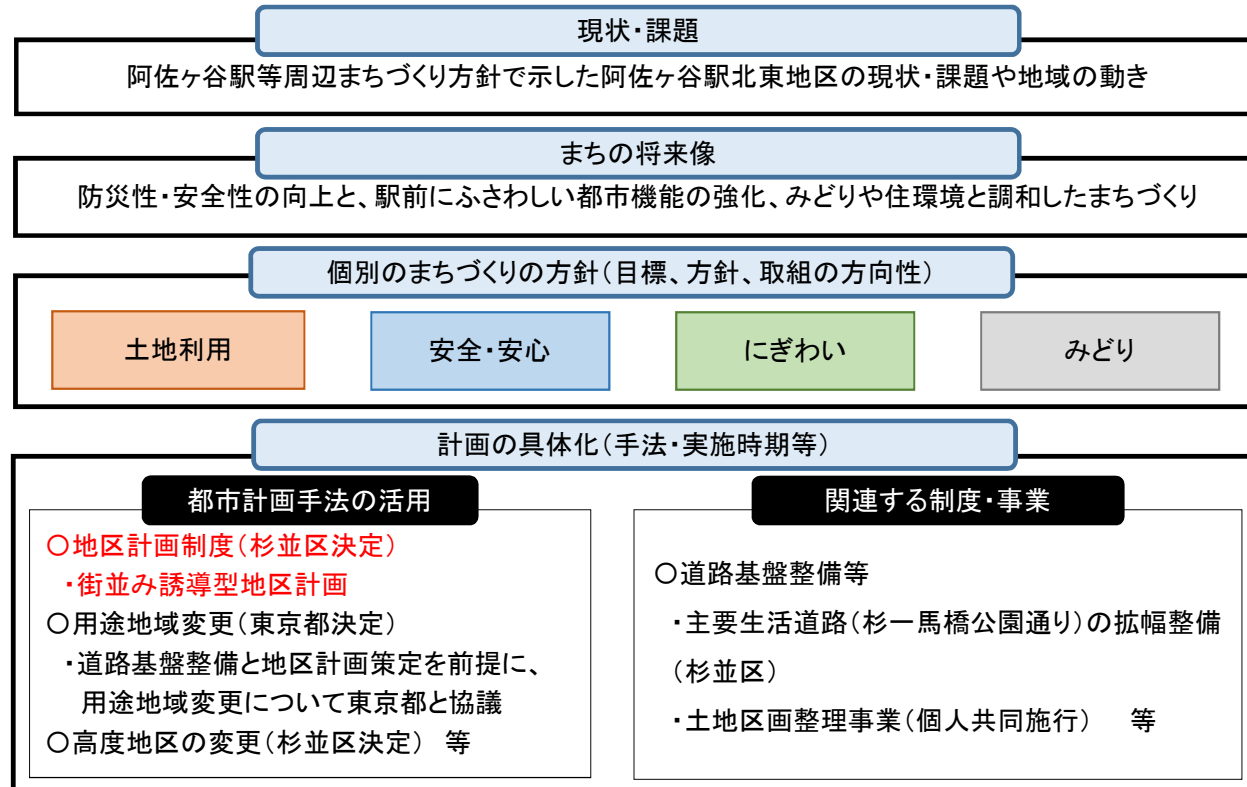 現状・課題
阿佐ヶ谷駅等周辺まちづくり方針で示した阿佐ヶ谷駅北東地区の現状・課題や地域の動き
まちの将来像
防災性・安全性の向上と、駅前にふさわしい都市機能の強化、みどりや住環境と調和したまちづくり
個別のまちづくりの方針（目標、方針、取組の方向性）
土地利用
安全・安心
にぎわい
みどり
計画の具体化（手法・実施時期等）
都市計画手法の活用
〇地区計画制度（杉並区決定）
・街並み誘導型地区計画
〇用途地域変更（東京都決定）
・道路基盤整備と地区計画策定を前提に、
用途地域変更について東京都と協議
〇高度地区の変更（杉並区決定）　等
関連する制度・事業
〇道路基盤整備等
・主要生活道路（杉一馬橋公園通り）の拡幅整備
（杉並区）
・土地区画整理事業（個人共同施行）　等